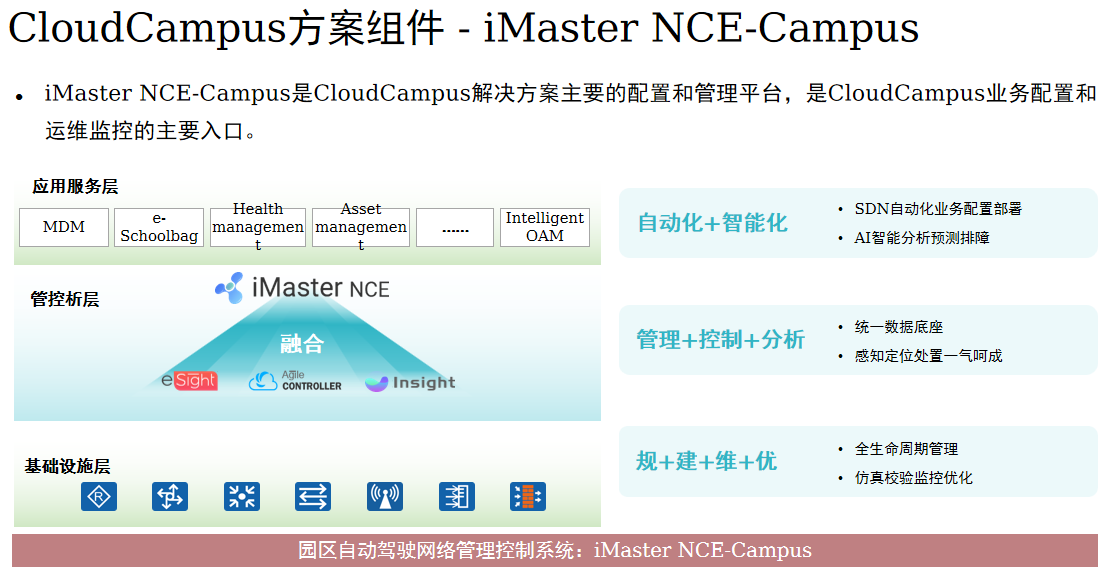 CloudCampus方案组件 - iMaster NCE-Campus
• iMaster NCE-Campus是CloudCampus解决方案主要的配置和管理平台，是CloudCampus业务配置和
运维监控的主要入口。
应用服务层
MDM
e-
Schoolbag
Health
managemen
t
Asset
managemen
t
......
Intelligent
OAM
管控析层
iMaster NCE
融合
eSight
Agile
CONTROLLER
Insight
基础设施层
R
自动化+智能化
• SDN自动化业务配置部署
• AI智能分析预测排障
管理+控制+分析
• 统一数据底座
• 感知定位处置一气呵成
规+建+维+优
• 全生命周期管理
• 仿真校验监控优化
园区自动驾驶网络管理控制系统：iMaster NCE-Campus